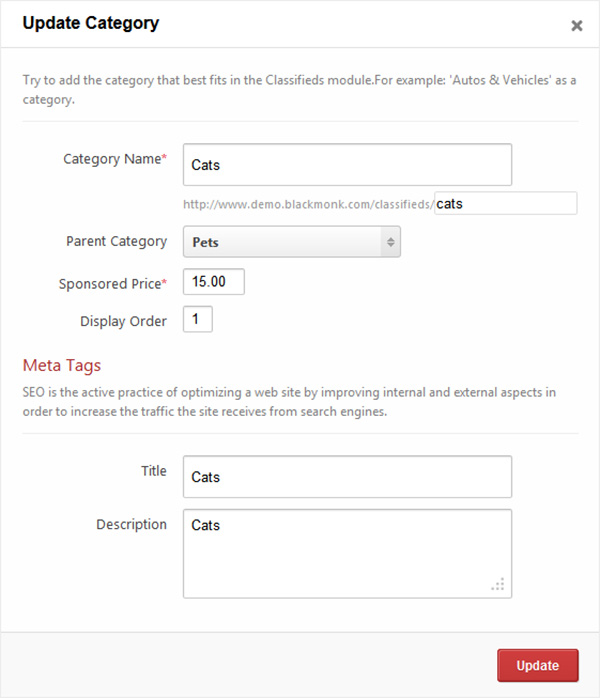 Update Category
Try to add the category that best fits in the Classifieds module.For example: 'Autos & Vehicles' as a
category.
Category Name*
Cats
http://www.demo.blackmonk.com/classifieds/cats
Parent Category
Pets
Sponsored Price*
15.00
Display Order
1
Meta Tags
SEO is the active practice of optimizing a web site by improving internal and external aspects in
order to increase the traffic the site receives from search engines.
Title
Cats
Description
Cats
Update